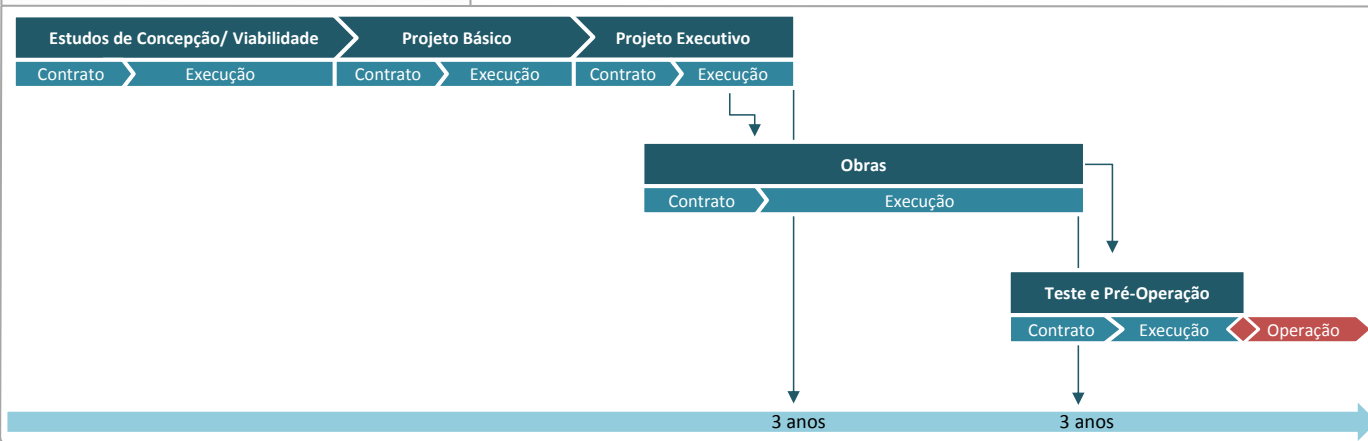 Estudos de Concepção/ Viabilidade
Projeto Básico
Projeto Executivo
Contrato
Execução
Contrato
Execução
Contrato
Execução
Obras
Contrato
Execução
Teste e Pré-Operação
Contrato
Execução
Operação
3 anos
3 anos